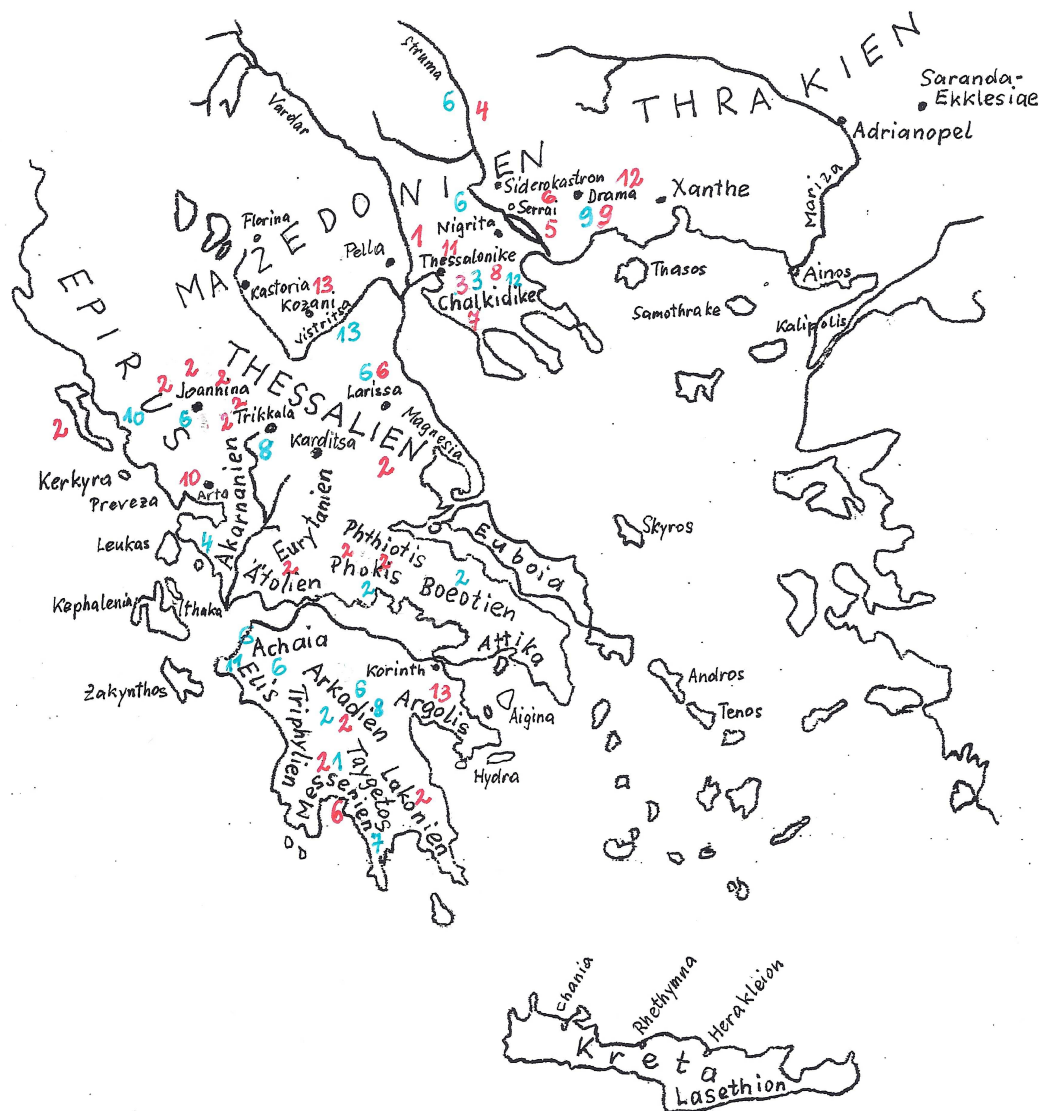 Struma
Vardar
THRAKIEN
Saranda-
Ekklesiae
Adrianopel
Mariza
6
4
MAZEDONIEN
Siderokastron
12
Serrai
6
Drama
Xanthe
6
Nigrita
5
9
9
Florina
Pella
1
11
Thessalonike
Kastoria
13
3
3
8
12
Kozani
Chalkidike
7
Vistritsa
13
Thasos
Ainos
Samothrake
Kalipolis
EPIRUS
THESSALIEN
2
2
2
6
6
Joannina
Larissa
2
10
6
2
2
Trikkala
Magnesia
8
Karditsa
2
Kerkyra
10
Arta
Preveza
Akarnanien
Eurytanien
Leukas
4
Phthiotis
2
2
Euboia
Skyros
2
Ätolien
Phokis
2
2
Boeotien
Kephalenia
Ithaka
Attika
6
Achaia
11
6
Elis
Korinth
Zakynthos
Arkadien
6
8
13
Argolis
2
2
Aigina
Andros
Tenos
Triphylien
Hydra
2
1
Taygetos
Lakonien
2
Messenien
6
7
Chania
Rhethymna
Herakleion
Kreta
Lasethion